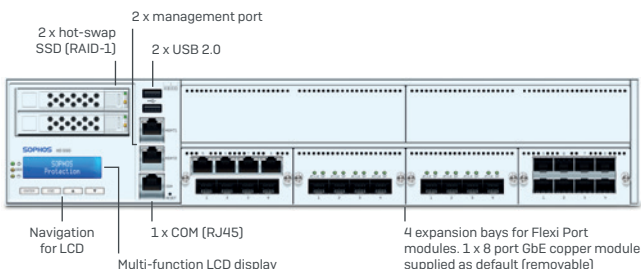 2 x management port
2 x hot-swap
SSD (RAID-1)
2 x USB 2.0
SOPHOS
SOPHOS
Protection
Navigation
for LCD
Multi-function LCD display
1 x COM (RJ45)
4 expansion bays for Flexi Port
modules. 1 x 8 port GbE copper module
supplied as default (removable)